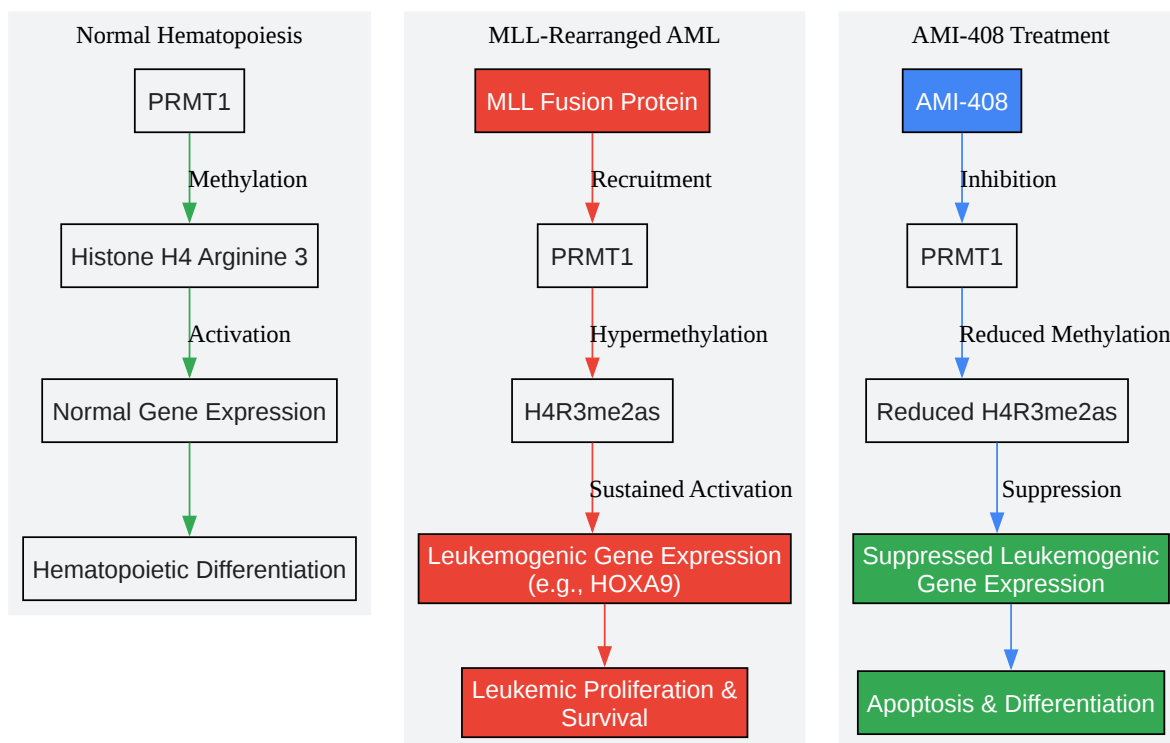 Normal Hematopoiesis
PRMT1
Methylation
Histone H4 Arginine 3
Activation
Normal Gene Expression
Hematopoietic Differentiation
MLL-Rearranged AML
MLL Fusion Protein
Recruitment
PRMT1
Hypermethylation
H4R3me2as
Sustained Activation
Leukemogenic Gene Expression
(e.g., HOXA9)
Leukemic Proliferation &
Survival
AMI-408 Treatment
AMI-408
Inhibition
PRMT1
Reduced Methylation
Reduced H4R3me2as
Suppression
Suppressed Leukemogenic
Gene Expression
Apoptosis & Differentiation